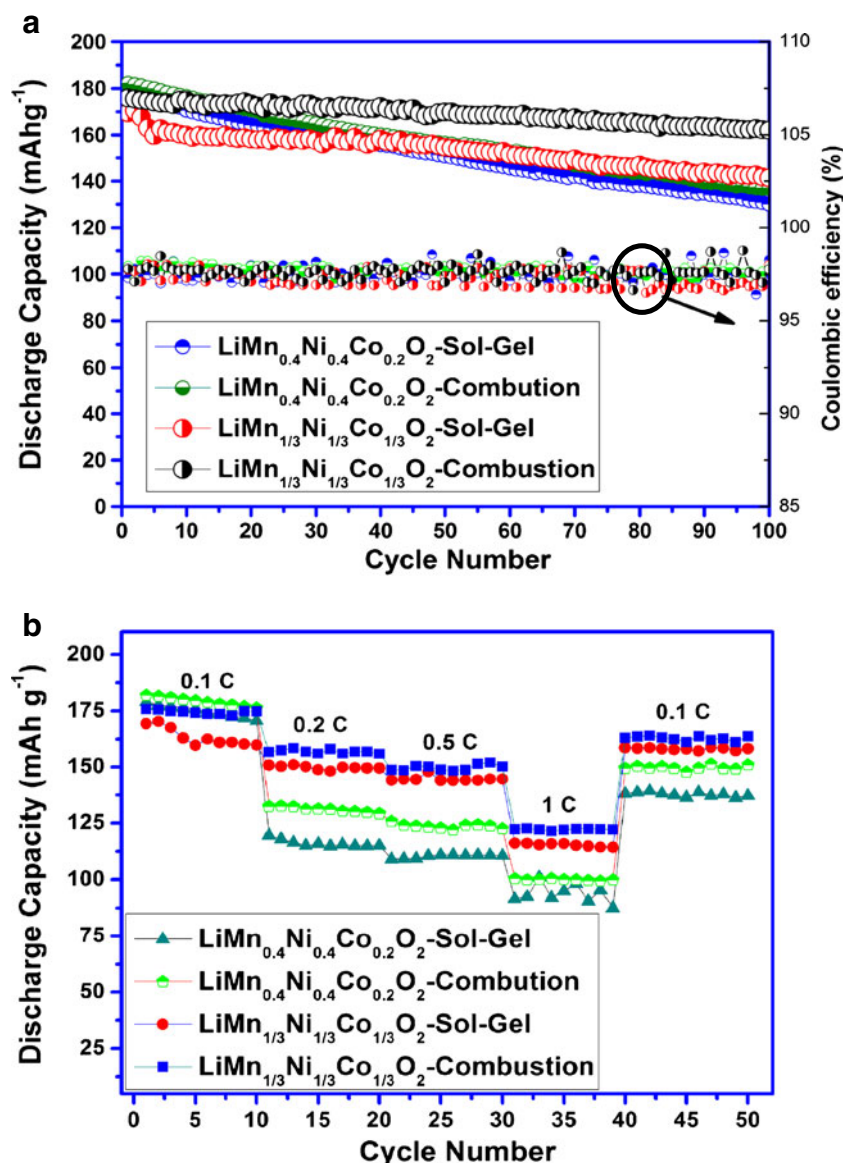 a
200
180
160
140
130
120
100
80
60
40
20
0
110
105
100
95
90
85
Discharge Capacity (mAhg⁻¹)
Coulombic efficiency (%)
LiMn0.4Ni0.4Co0.2O2-Sol-Gel
LiMn0.4Ni0.4Co0.2O2-Combution
LiMn1/3Ni1/3Co1/3O2-Sol-Gel
LiMn1/3Ni1/3Co1/3O2-Combustion
0 10 20 30 40 50 60 70 80 90 100
Cycle Number
b
200
175
150
125
100
75
50
25
Discharge Capacity (mAh g⁻¹)
0.1 C
0.2 C
0.5 C
1 C
0.1 C
LiMn0.4Ni0.4Co0.2O2-Sol-Gel
LiMn0.4Ni0.4Co0.2O2-Combution
LiMn1/3Ni1/3Co1/3O2-Sol-Gel
LiMn1/3Ni1/3Co1/3O2-Combustion
0 5 10 15 20 25 30 35 40 45 50
Cycle Number